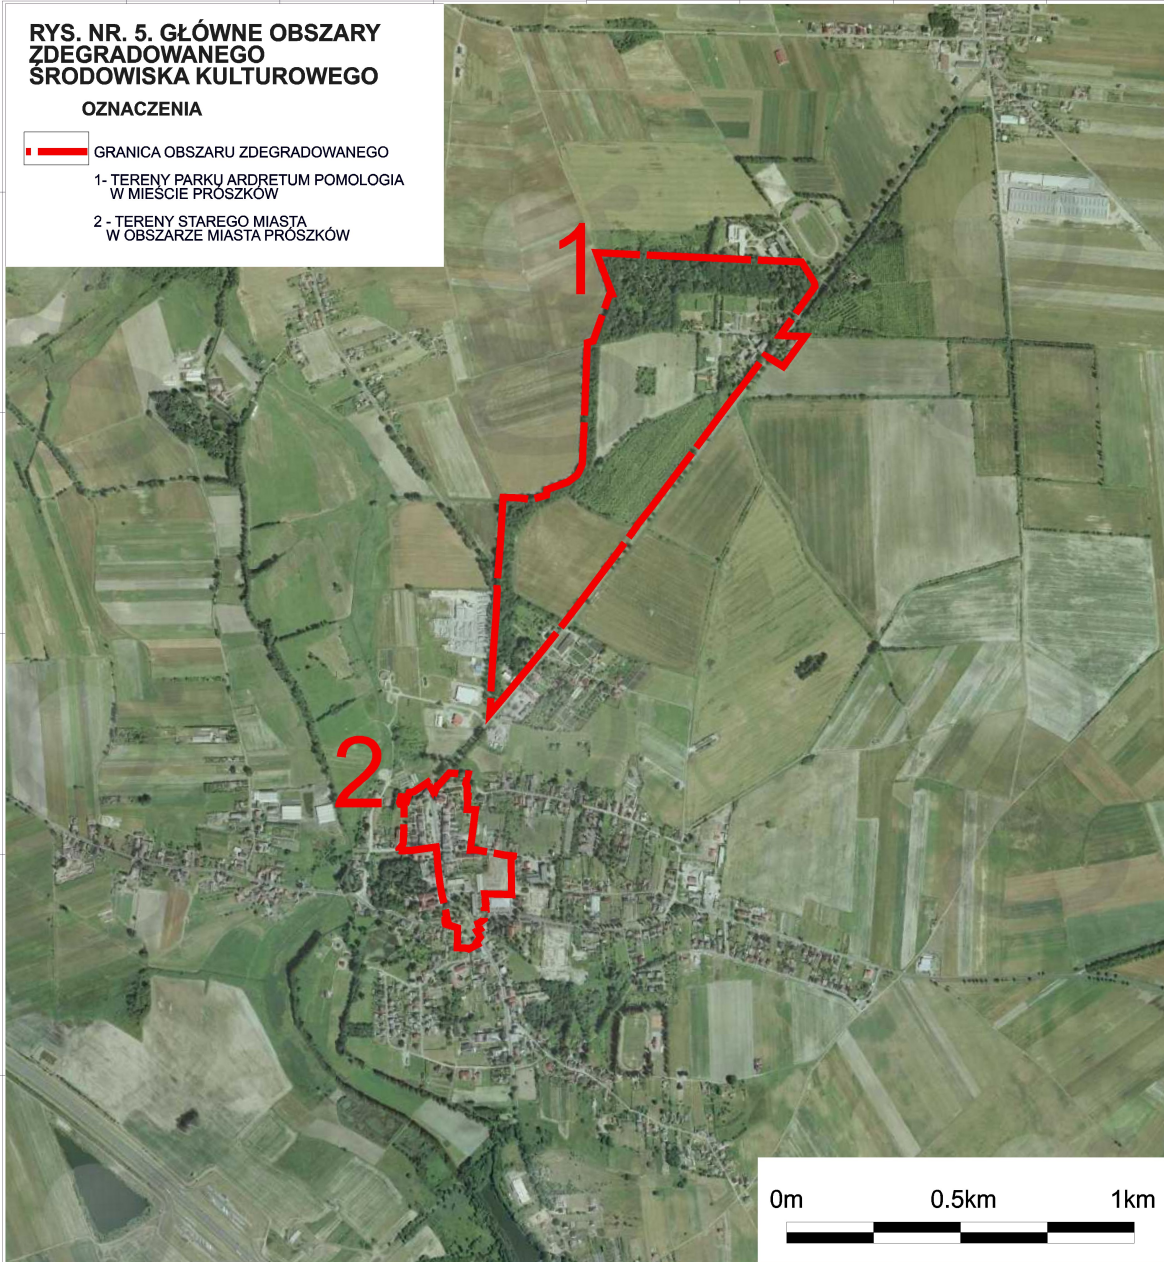 RYS. NR. 5. GŁÓWNE OBSZARY
ZDEGRADOWANEGO
ŚRODOWISKA KULTUROWEGO
OZNACZENIA
GRANICA OBSZARU ZDEGRADOWANEGO
1- TERENY PARKU ARDRETUM POMOLOGIA
W MIEŚCIE PRÓSZKÓW
2 - TERENY STAREGO MIASTA
W OBSZARZE MIASTA PRÓSZKÓW
1
2
0m 0.5km 1km